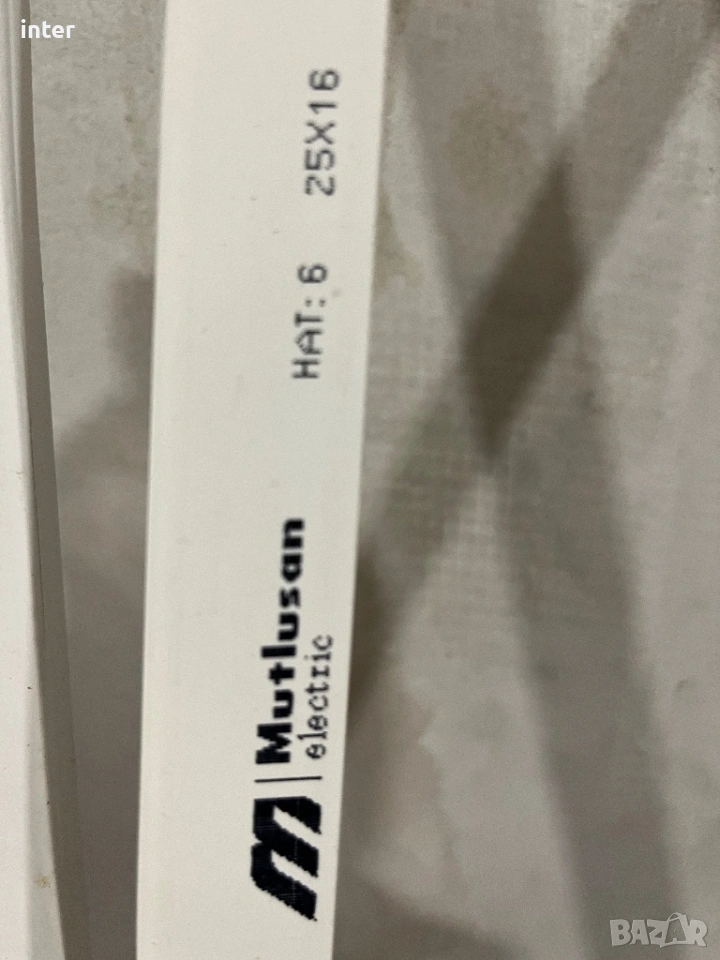 inter
Mutlusan
electric
HAT: 6 25X16
BAZAR